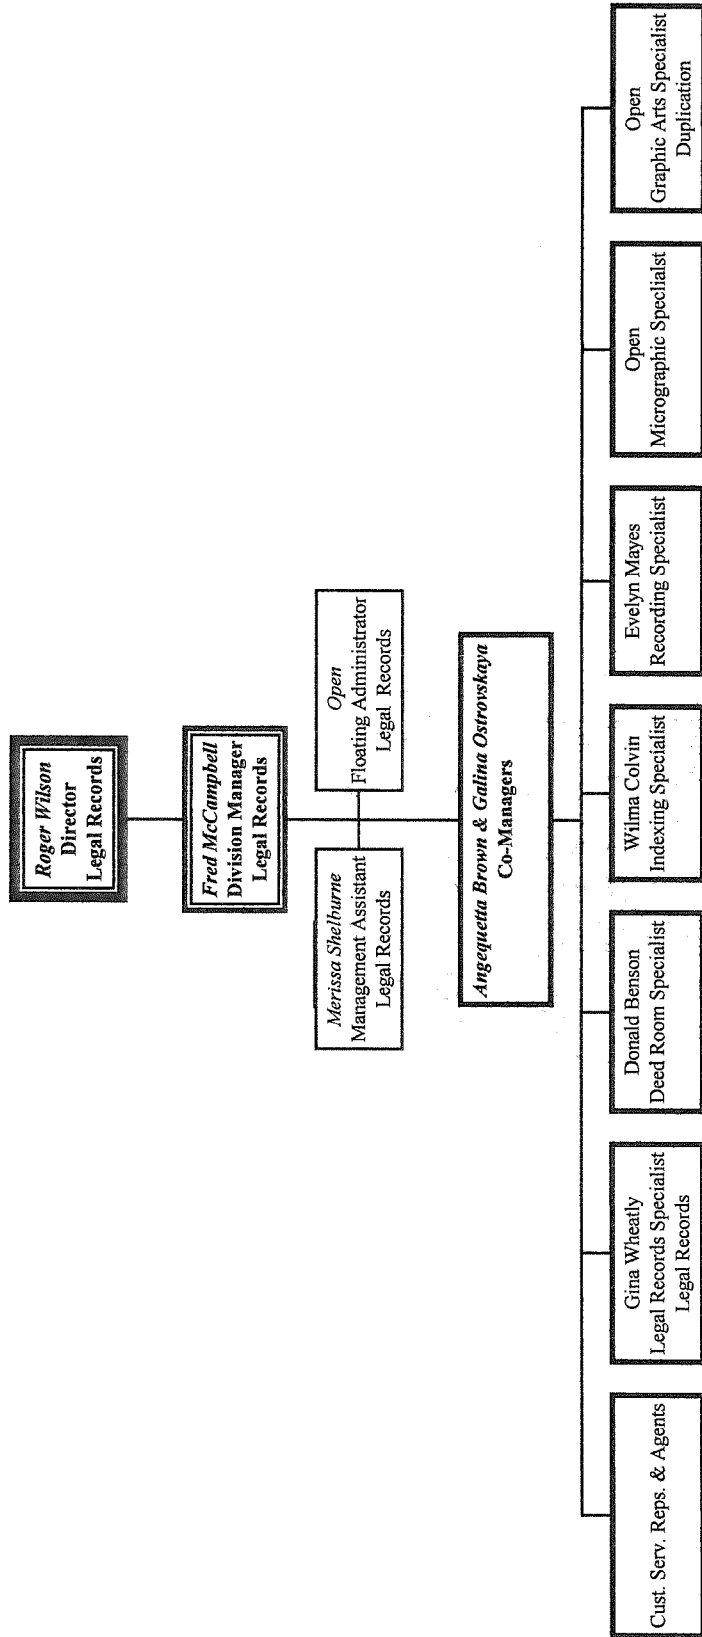 Roger Wilson
Director
Legal Records
Fred McCampbell
Division Manager
Legal Records
Merissa Shelburne
Management Assistant
Legal Records
Open
Floating Administrator
Legal Records
Angequetta Brown & Galina Ostrovskaya
Co-Managers
Cust. Serv. Reps. & Agents
Gina Wheatly
Legal Records Specialist
Legal Records
Donald Benson
Deed Room Specialist
Wilma Colvin
Indexing Specialist
Evelyn Mayes
Recording Specialist
Open
Micrographic Speclialst
Open
Graphic Arts Specialist
Duplication